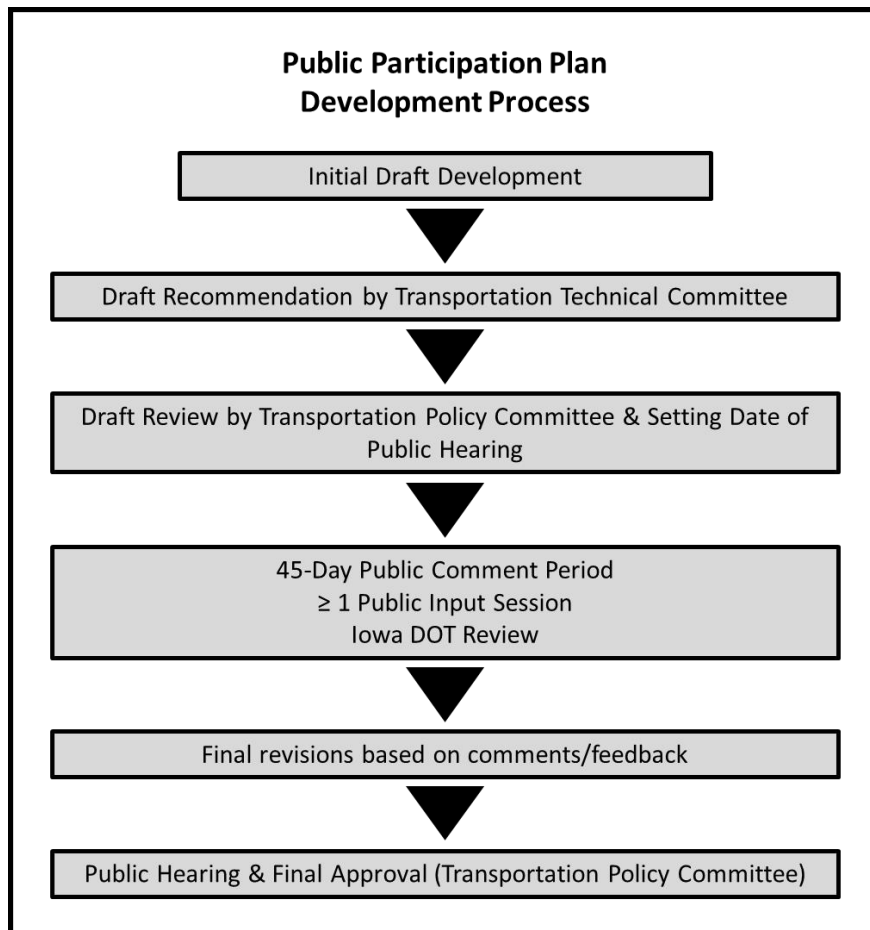 Public Participation Plan
Development Process
Initial Draft Development
Draft Recommendation by Transportation Technical Committee
Draft Review by Transportation Policy Committee & Setting Date of
Public Hearing
45-Day Public Comment Period
≥ 1 Public Input Session
Iowa DOT Review
Final revisions based on comments/feedback
Public Hearing & Final Approval (Transportation Policy Committee)